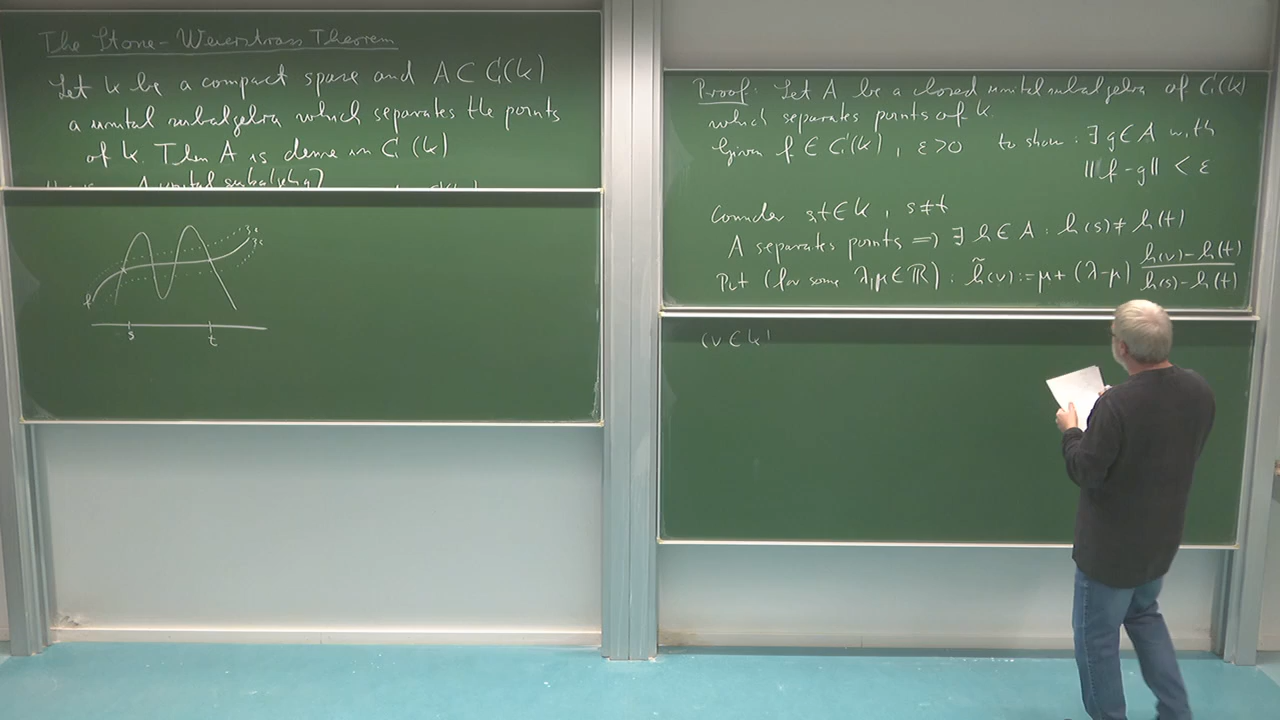 The Stone-Weierstrass Theorem
Let K be a compact space and A ⊂ C(K)
a unital subalgebra which separates the points
of K. Then A is dense in C(K)
A unital subalgebra
f
s t
Proof: Let A be a closed unital subalgebra of C(K)
which separates points of K.
Given f ∈ C(K), ε>0 to show: ∃ g ∈ A with
||f-g|| < ε
Consider s,t ∈ K, s≠t
A separates points ⇒ ∃ h ∈ A: h(s) ≠ h(t)
Put (for some λ,μ ∈ ℝ): h̃(v) := μ + (λ-μ) (h(v)-h(t))/(h(s)-h(t))
(v ∈ K)